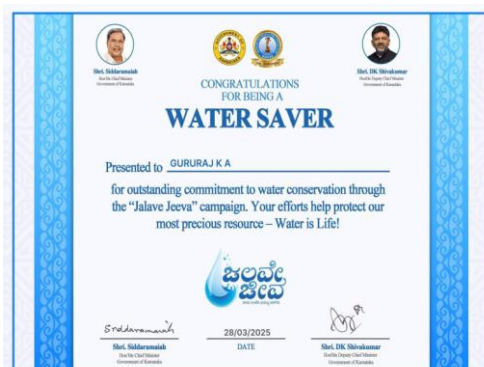 Shri. Siddaramaiah
Hon'ble Chief Minister
Government of Karnataka
Shri. DK Shivakumar
Hon'ble Deputy Chief Minister
Government of Karnataka
CONGRATULATIONS
FOR BEING A
WATER SAVER
Presented to GURURAJ K A
for outstanding commitment to water conservation through
the “Jalave Jeeva” campaign. Your efforts help protect our
most precious resource – Water is Life!
ಜಲವೇ
ಜೀವ
Siddaramaiah
28/03/2025
Shri. Siddaramaiah
Hon'ble Chief Minister
Government of Karnataka
DATE
Shri. DK Shivakumar
Hon'ble Deputy Chief Minister
Government of Karnataka